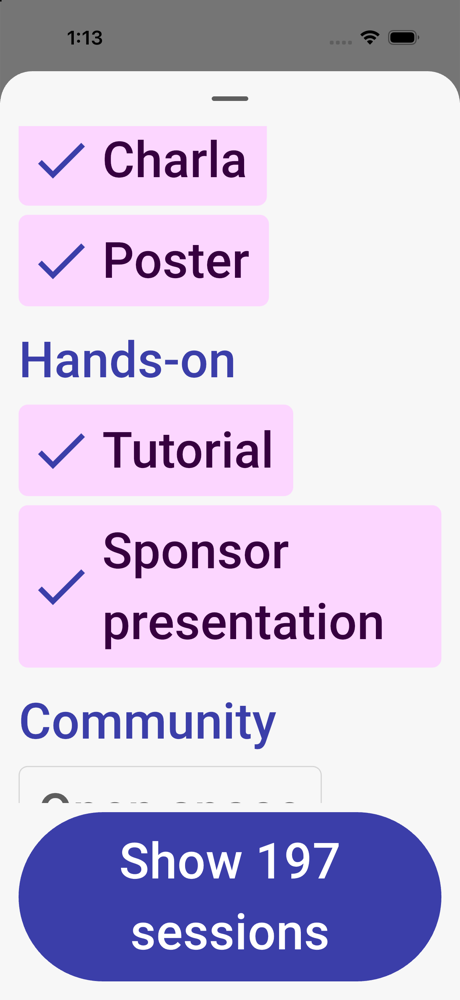 1:13
Charla
Poster
Hands-on
Tutorial
Sponsor
presentation
Community
Show 197
sessions